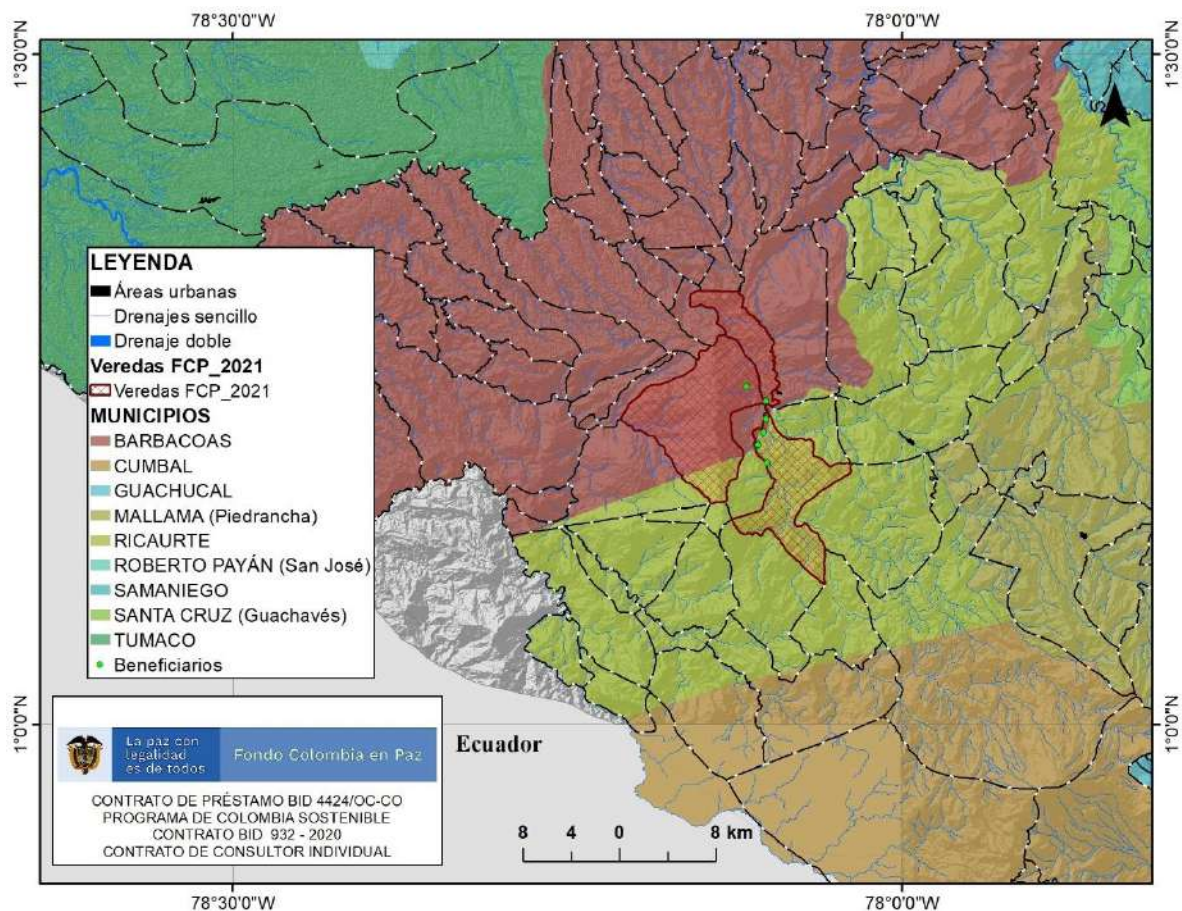 78°30'0"W
78°0'0"W
1°30'0"N
1°30'0"N
LEYENDA
Áreas urbanas
Drenajes sencillo
Drenaje doble
Veredas FCP_2021
Veredas FCP_2021
MUNICIPIOS
BARBACOAS
CUMBAL
GUACHUCAL
MALLAMA (Piedrancha)
RICAURTE
ROBERTO PAYÁN (San José)
SAMANIEGO
SANTA CRUZ (Guachavés)
TUMACO
Beneficiarios
1°0'0"N
1°0'0"N
La paz con
legalidad
es de todos
Fondo Colombia en Paz
Ecuador
CONTRATO DE PRÉSTAMO BID 4424/OC-CO
PROGRAMA DE COLOMBIA SOSTENIBLE
CONTRATO BID 932 - 2020
CONTRATO DE CONSULTOR INDIVIDUAL
8 4 0 8 km
78°30'0"W
78°0'0"W